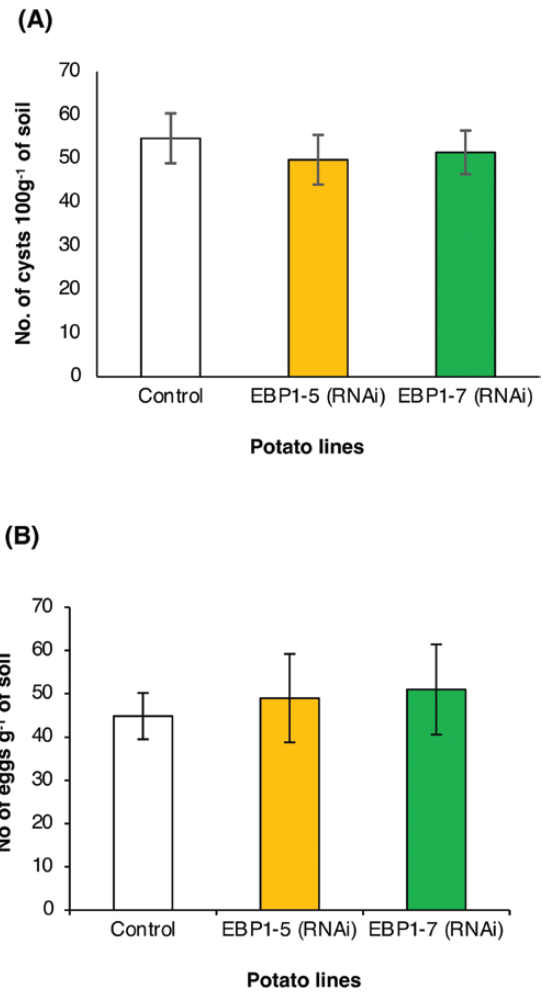 (A)
No. of cysts 100g⁻¹ of soil
70
60
50
40
30
20
10
0
Control
EBP1-5 (RNAi)
EBP1-7 (RNAi)
Potato lines
(B)
No of eggs g⁻¹ of soil
70
60
50
40
30
20
10
0
Control
EBP1-5 (RNAi)
EBP1-7 (RNAi)
Potato lines